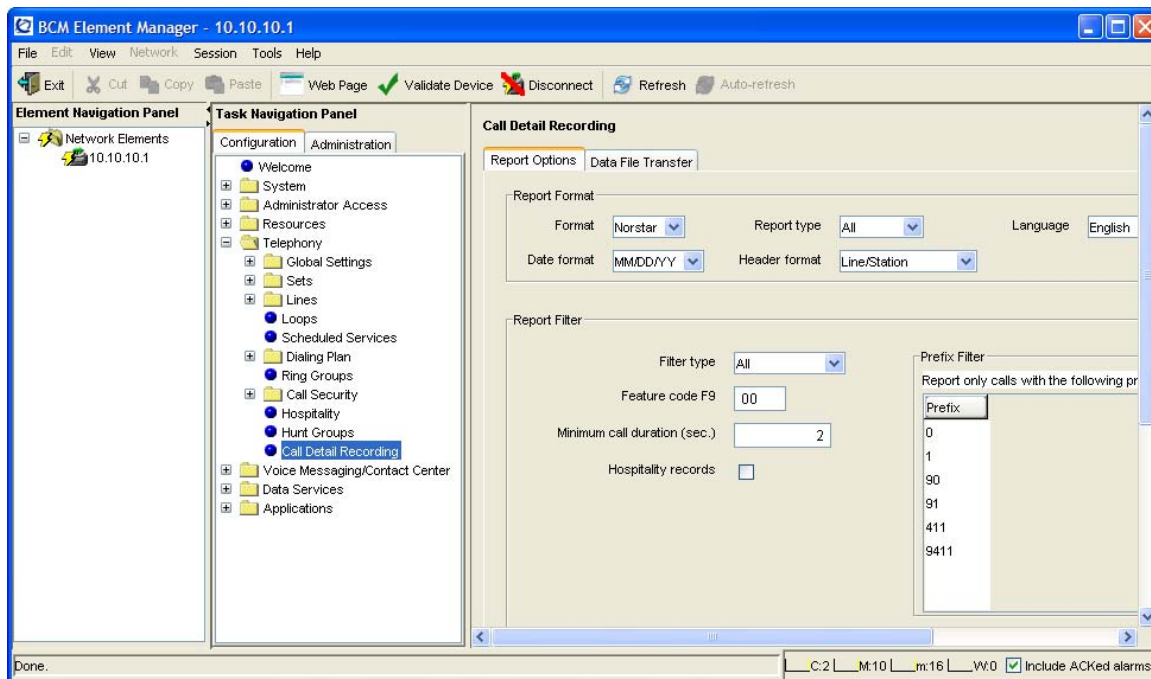 BCM Element Manager - 10.10.10.1
File Edit View Network Session Tools Help
Exit Cut Copy Paste Web Page Validate Device Disconnect Refresh Auto-refresh
Element Navigation Panel
Network Elements
10.10.10.1
Task Navigation Panel
Configuration Administration
Welcome
System
Administrator Access
Resources
Telephony
Global Settings
Sets
Lines
Loops
Scheduled Services
Dialing Plan
Ring Groups
Call Security
Hospitality
Hunt Groups
Call Detail Recording
Voice Messaging/Contact Center
Data Services
Applications
Call Detail Recording
Report Options Data File Transfer
Report Format
Format Norstar Report type All Language English
Date format MM/DD/YY Header format Line/Station
Report Filter
Filter type All
Feature code F9 00
Minimum call duration (sec.) 2
Hospitality records
Prefix Filter
Report only calls with the following pr
Prefix
0
1
90
91
411
9411
Done.
C:2 M:10 m:16 W:0 Include ACKed alarms